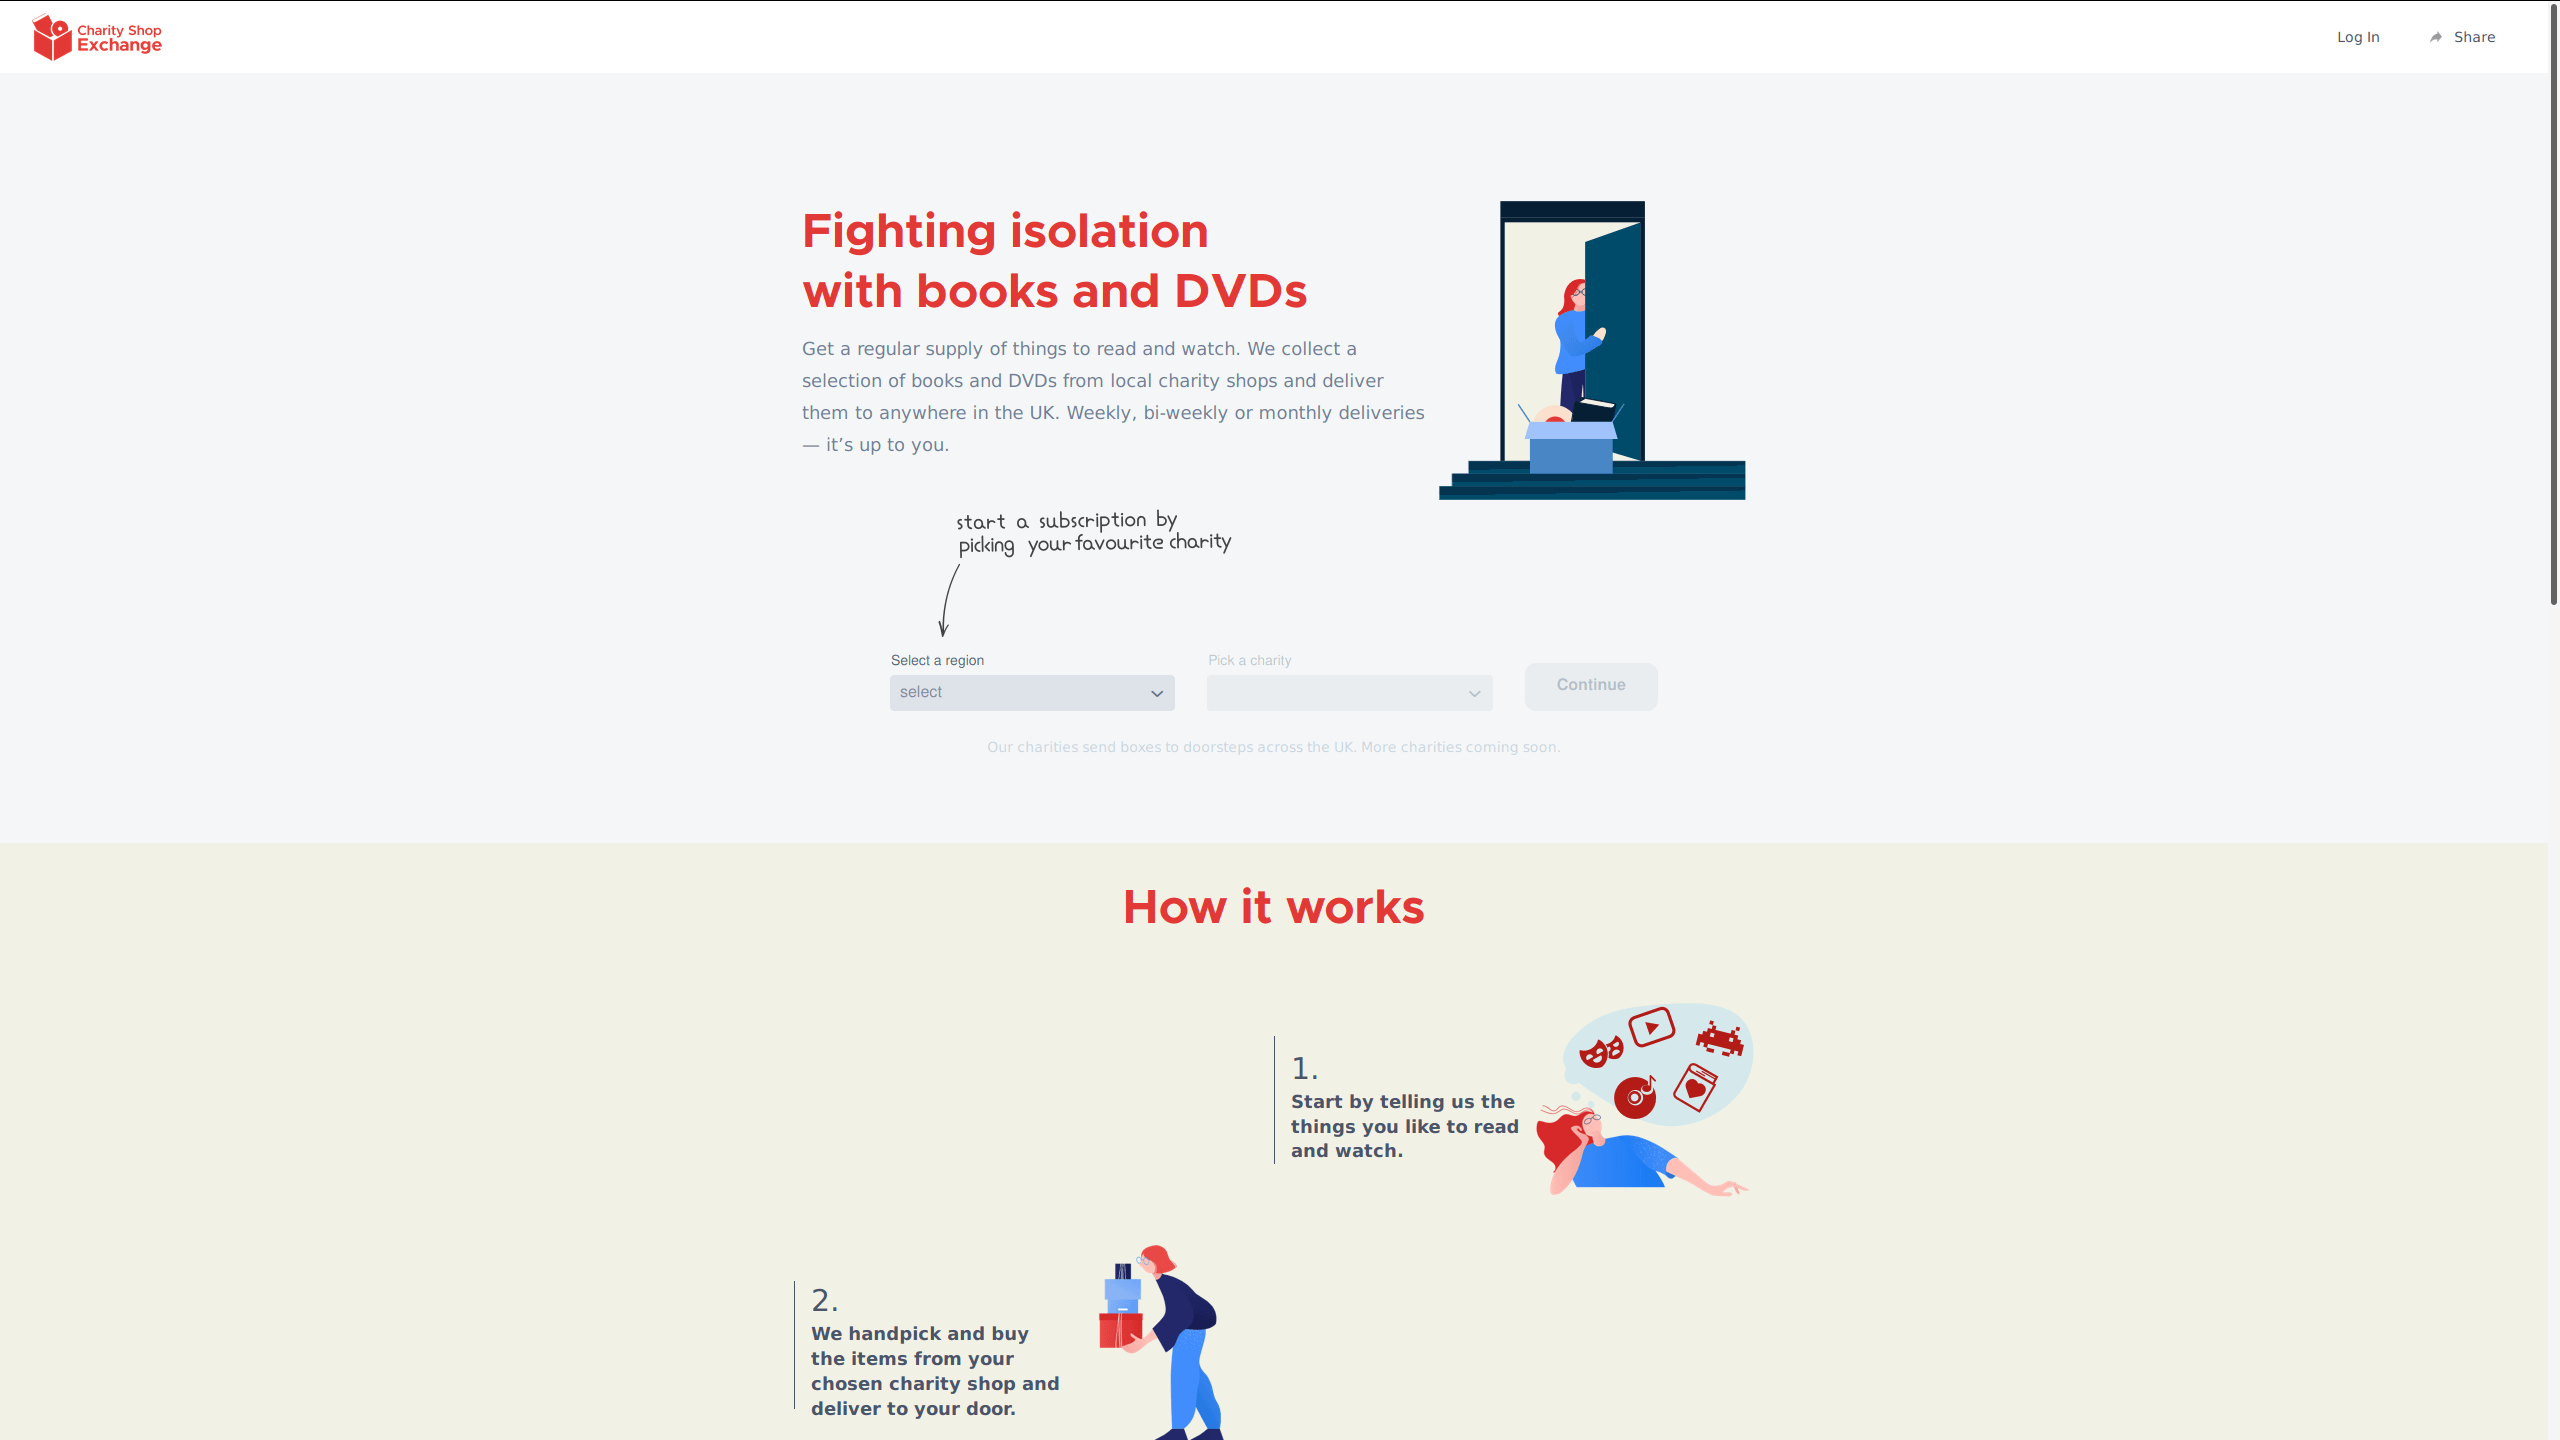 Charity Shop
Exchange
Log In
Share
Fighting isolation
with books and DVDs
Get a regular supply of things to read and watch. We collect a
selection of books and DVDs from local charity shops and deliver
them to anywhere in the UK. Weekly, bi-weekly or monthly deliveries
— it’s up to you.
start a subscription by
picking your favourite charity
Select a region
Pick a charity
select
Continue
Our charities send boxes to doorsteps across the UK. More charities coming soon.
How it works
1.
Start by telling us the
things you like to read
and watch.
2.
We handpick and buy
the items from your
chosen charity shop and
deliver to your door.